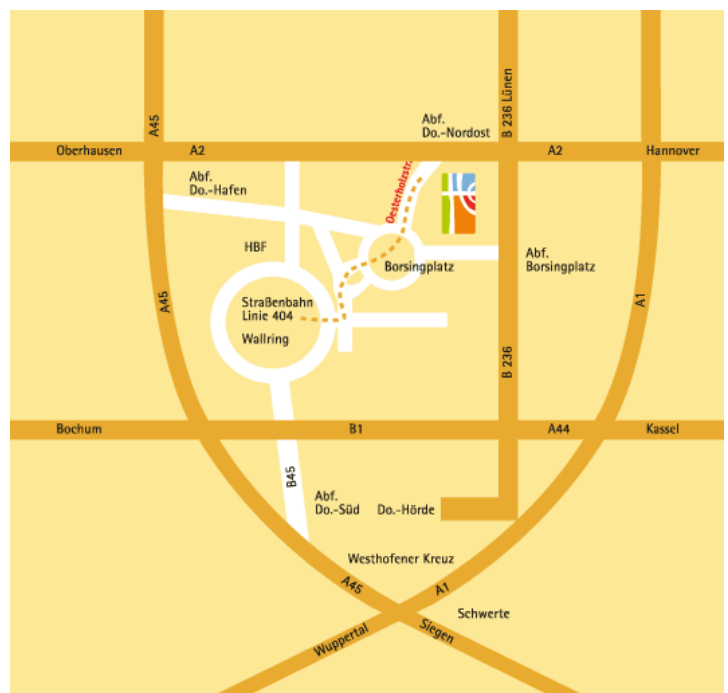 A45
B 236 Lünen
Abf.
Do.-Nordost
Oberhausen
A2
A2
Hannover
Abf.
Do.-Hafen
Oesterholzstr.
HBF
Borsingplatz
Abf.
Borsingplatz
A45
Straßenbahn
Linie 404
Wallring
A1
B 236
Bochum
B1
A44
Kassel
B45
Abf.
Do.-Süd
Do.-Hörde
Westhofener Kreuz
A45
A1
Schwerte
Wuppertal
Siegen